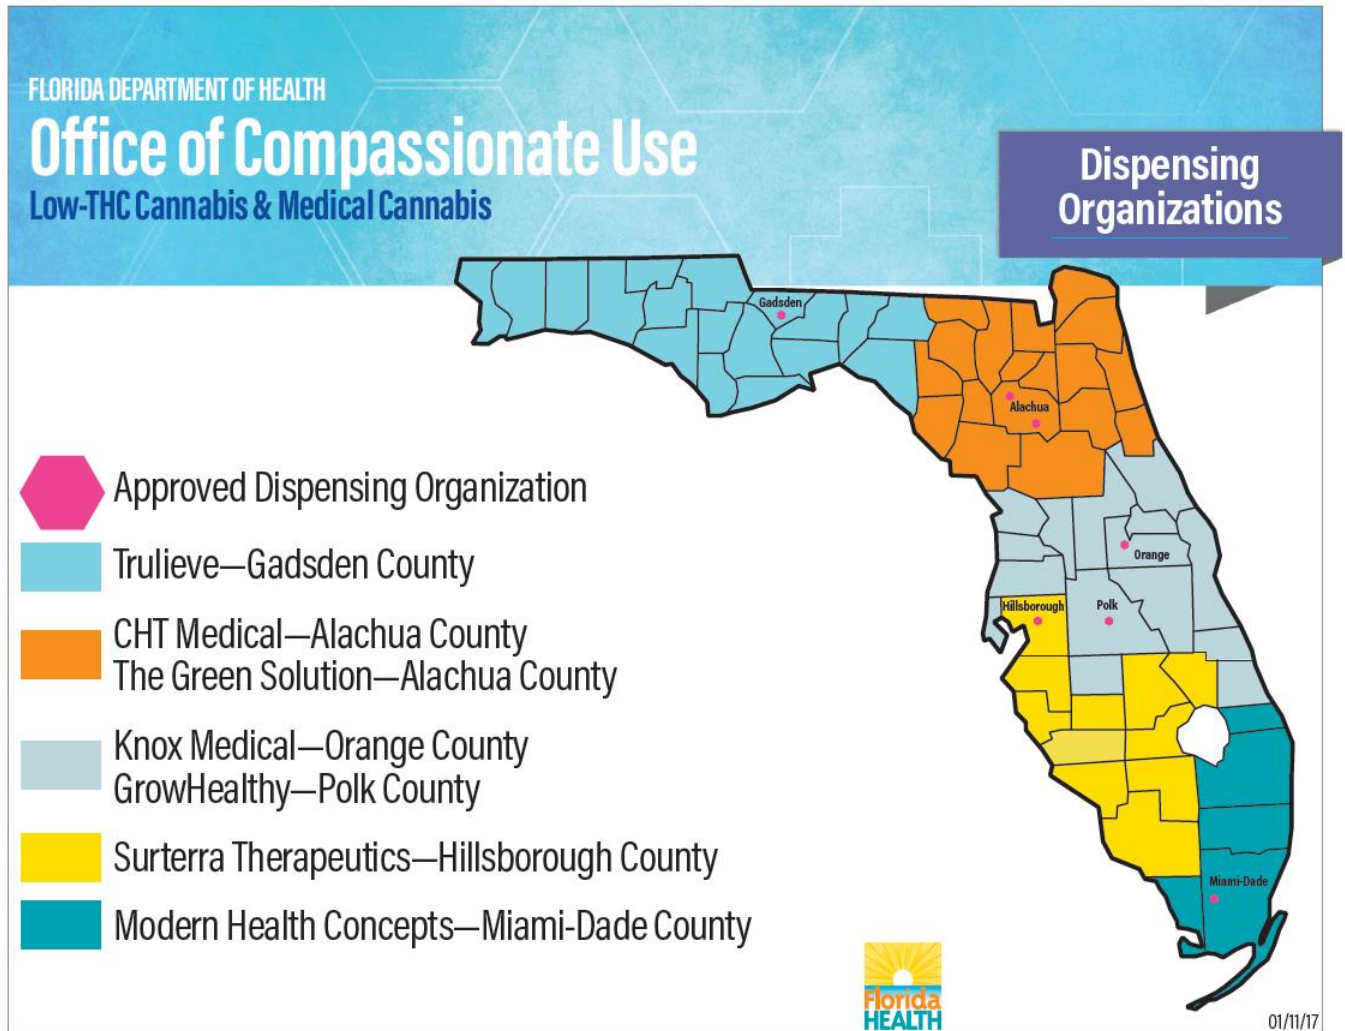 FLORIDA DEPARTMENT OF HEALTH
Office of Compassionate Use
Low-THC Cannabis & Medical Cannabis
Dispensing
Organizations
Gadsden
Alachua
Orange
Hillsborough
Polk
Miami-Dade
Approved Dispensing Organization
Trulieve—Gadsden County
CHT Medical—Alachua County
The Green Solution—Alachua County
Knox Medical—Orange County
GrowHealthy—Polk County
Surterra Therapeutics—Hillsborough County
Modern Health Concepts—Miami-Dade County
Florida
HEALTH
01/11/17